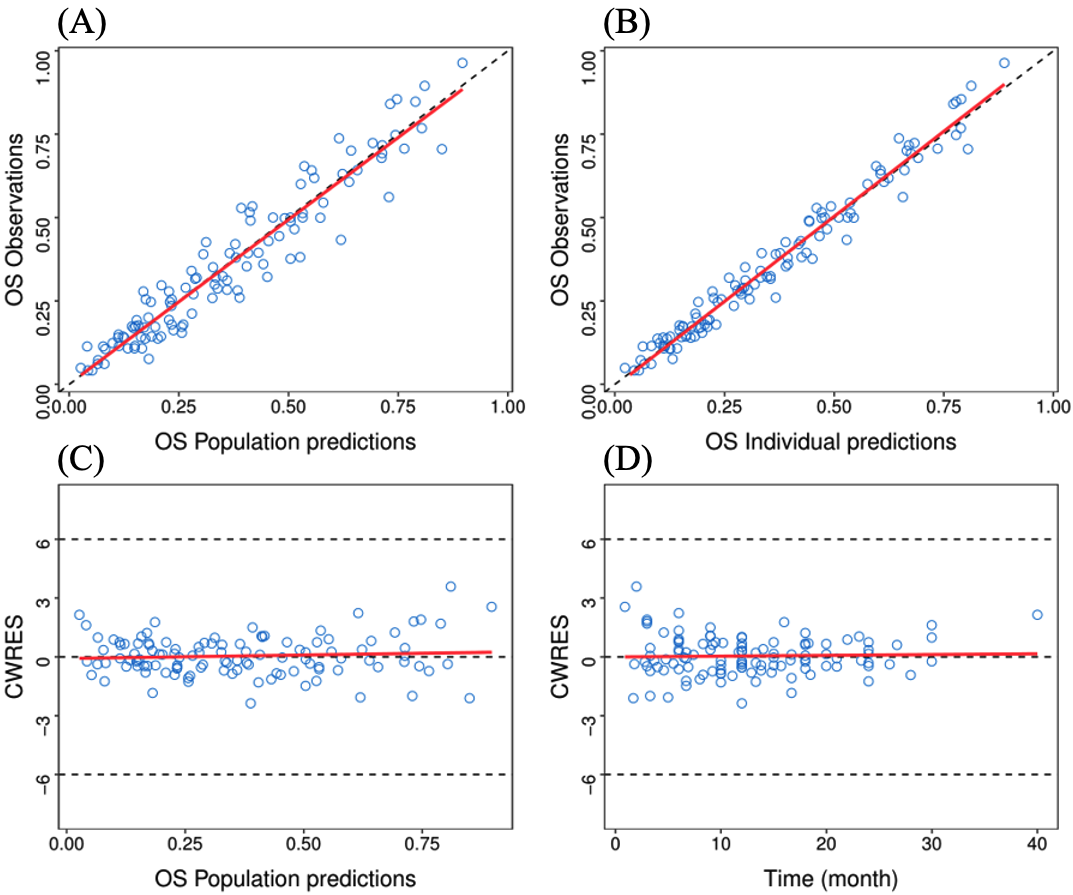 (A)
OS Observations
1.00
0.75
0.50
0.25
0.00
0.00 0.25 0.50 0.75 1.00
OS Population predictions
(B)
OS Observations
1.00
0.75
0.50
0.25
0.00
0.00 0.25 0.50 0.75 1.00
OS Individual predictions
(C)
CWRES
6
3
0
−3
−6
0.00 0.25 0.50 0.75
OS Population predictions
(D)
CWRES
6
3
0
−3
−6
0 10 20 30 40
Time (month)